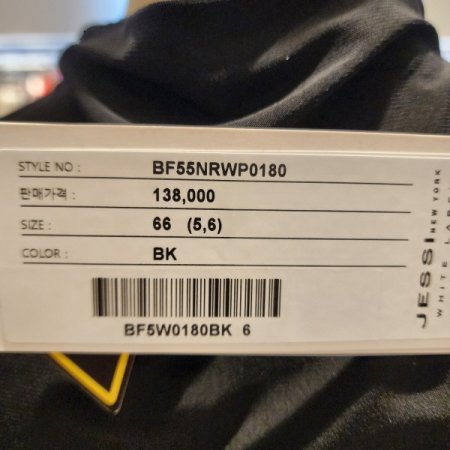 STYLE NO : BF55NRWP0180
판매가격 : 138,000
SIZE : 66 (5,6)
COLOR : BK
BF5W0180BK 6
JESSI NEW YORK
WHITE LABEL